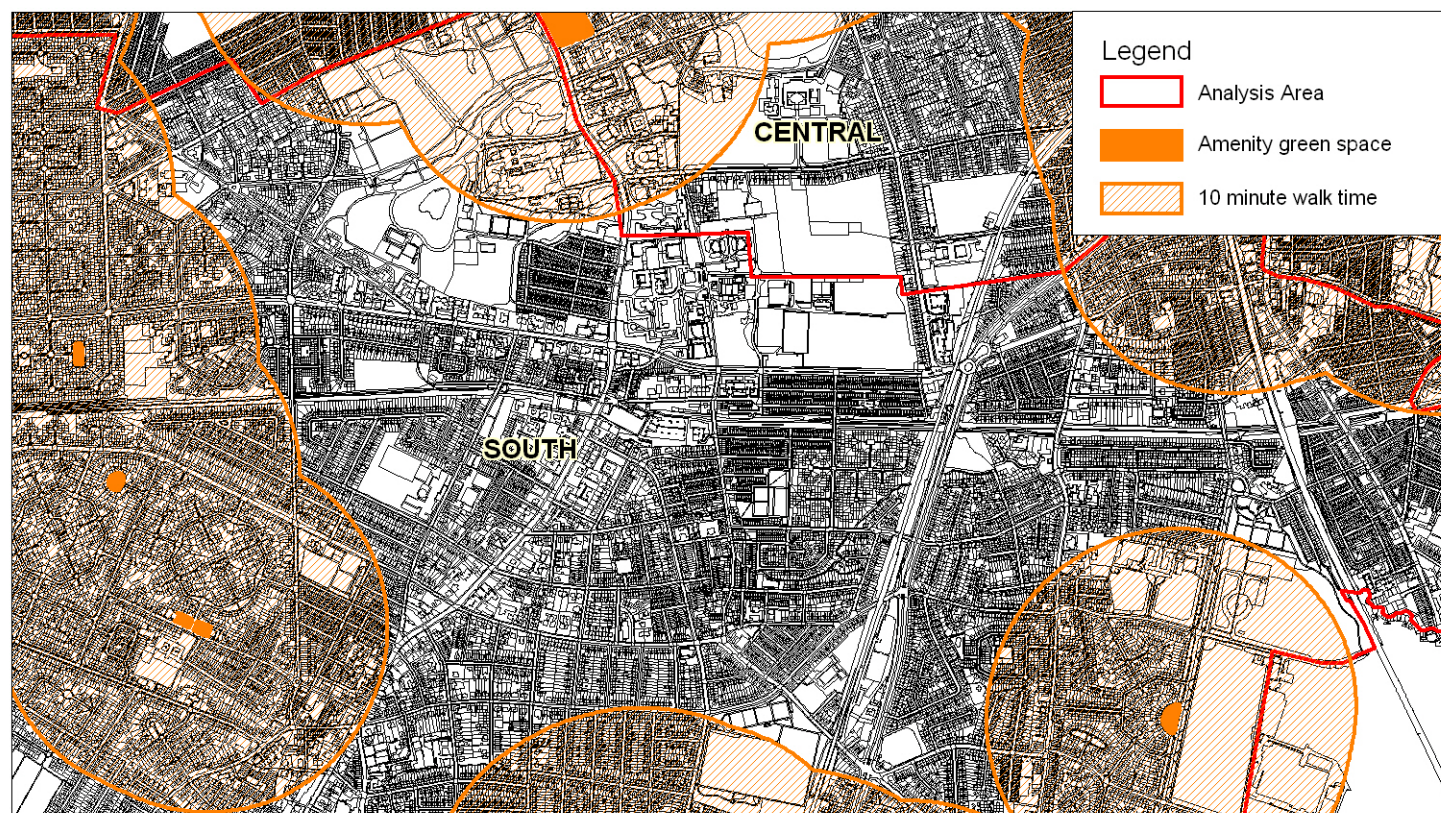 Legend
Analysis Area
Amenity green space
10 minute walk time
CENTRAL
SOUTH